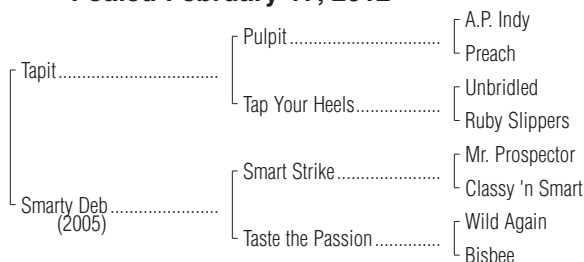 Foaled February 2012
A.P. Indy
Pulpit
Preach
Tapit
Unbridled
Tap Your Heels
Ruby Slippers
Mr. Prospector
Smart Strike
Classy 'n Smart
Smarty Deb
(2005)
Wild Again
Taste the Passion
Bisbee